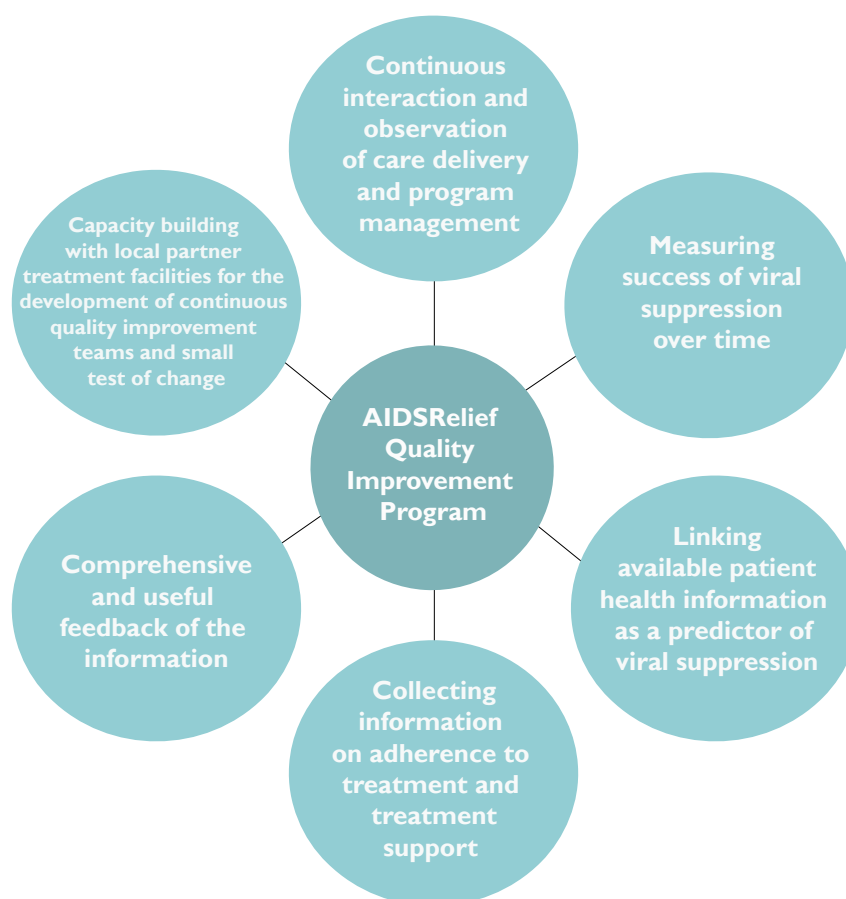 Continuous
interaction and
observation
of care delivery
and program
management
Capacity building
with local partner
treatment facilities for the
development of continuous
quality improvement
teams and small
test of change
Measuring
success of viral
suppression
over time
AIDSRelief
Quality
Improvement
Program
Comprehensive
and useful
feedback of the
information
Linking
available patient
health information
as a predictor of
viral suppression
Collecting
information
on adherence to
treatment and
treatment
support